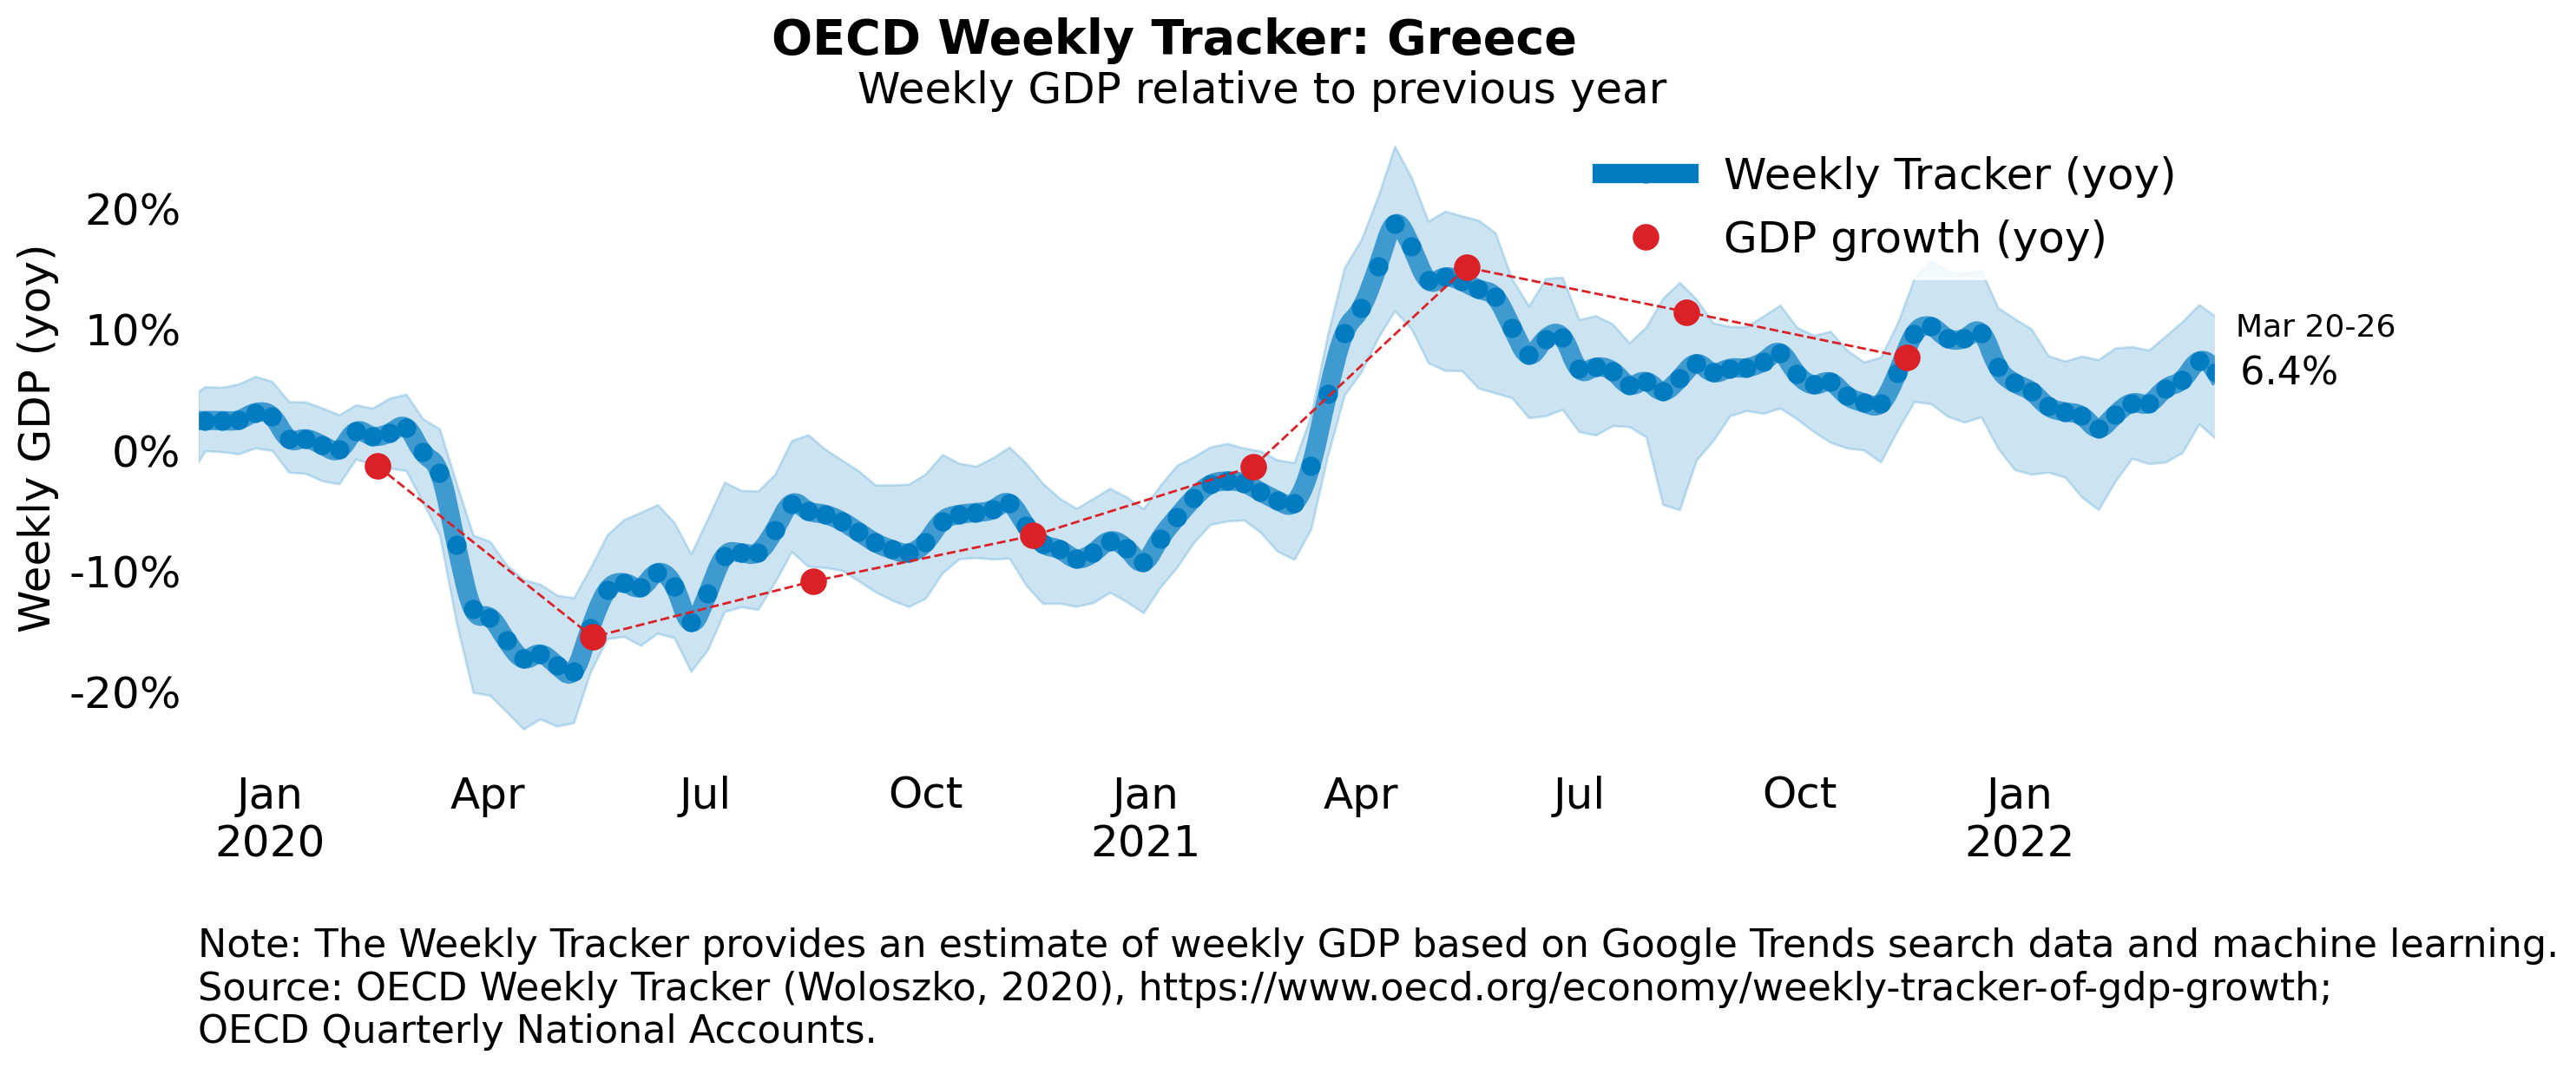 OECD Weekly Tracker: Greece
Weekly GDP relative to previous year
Weekly Tracker (yoy)
GDP growth (yoy)
Weekly GDP (yoy)
20%
10%
0%
-10%
-20%
Mar 20-26
6.4%
Jan Apr Jul Oct Jan Apr Jul Oct Jan
2020 2021 2022
Note: The Weekly Tracker provides an estimate of weekly GDP based on Google Trends search data and machine learning.
Source: OECD Weekly Tracker (Woloszko, 2020), https://www.oecd.org/economy/weekly-tracker-of-gdp-growth;
OECD Quarterly National Accounts.